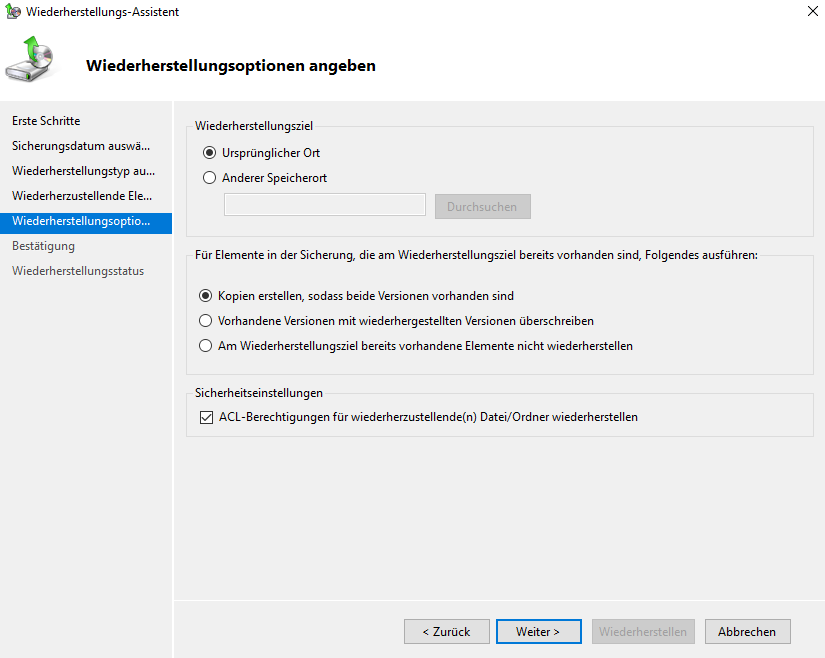 Wiederherstellungs-Assistent
Wiederherstellungsoptionen angeben
Erste Schritte
Sicherungsdatum auswä...
Wiederherstellungstyp au...
Wiederherzustellende Ele...
Wiederherstellungsoptio...
Bestätigung
Wiederherstellungsstatus
Wiederherstellungsziel
Ursprünglicher Ort
Anderer Speicherort
Durchsuchen
Für Elemente in der Sicherung, die am Wiederherstellungsziel bereits vorhanden sind, Folgendes ausführen:
Kopien erstellen, sodass beide Versionen vorhanden sind
Vorhandene Versionen mit wiederhergestellten Versionen überschreiben
Am Wiederherstellungsziel bereits vorhandene Elemente nicht wiederherstellen
Sicherheitseinstellungen
ACL-Berechtigungen für wiederherzustellende(n) Datei/Ordner wiederherstellen
< Zurück
Weiter >
Wiederherstellen
Abbrechen